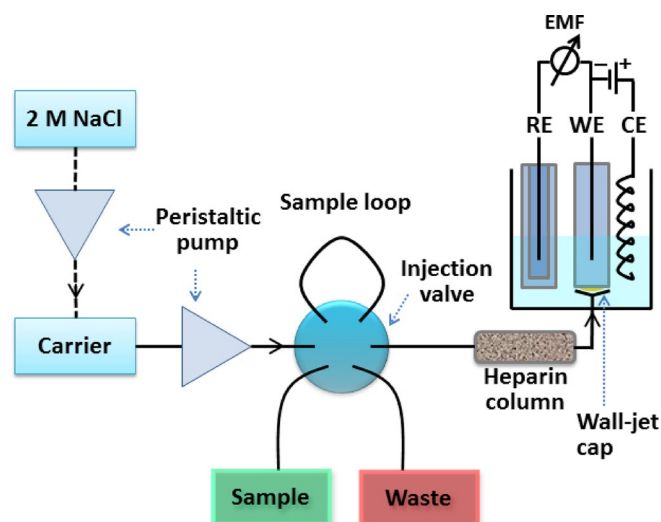 EMF
− +
2 M NaCl
RE WE CE
Peristaltic
pump
Sample loop
Injection
valve
Carrier
Heparin
column
Wall-jet
cap
Sample
Waste